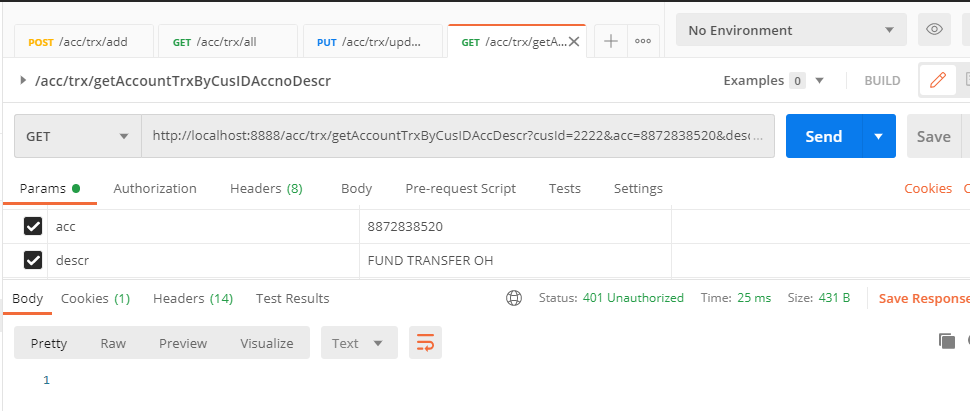 POST /acc/trx/add GET /acc/trx/all PUT /acc/trx/upd... GET /acc/trx/getA... No Environment
/acc/trx/getAccountTrxByCusIDAccnoDescr Examples 0 BUILD
GET http://localhost:8888/acc/trx/getAccountTrxByCusIDAccDescr?cusId=2222&acc=8872838520&desc... Send Save
Params Authorization Headers (8) Body Pre-request Script Tests Settings Cookies C
acc 8872838520
descr FUND TRANSFER OH
Body Cookies (1) Headers (14) Test Results Status: 401 Unauthorized Time: 25 ms Size: 431 B Save Response
Pretty Raw Preview Visualize Text
1